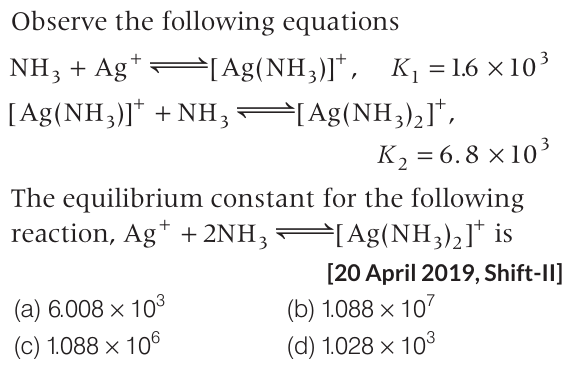 Observe the following equations
NH₃ + Ag⁺ ⇌ [Ag(NH₃)]⁺, K₁ = 1.6 × 10³
[Ag(NH₃)]⁺ + NH₃ ⇌ [Ag(NH₃)₂]⁺,
K₂ = 6.8 × 10³
The equilibrium constant for the following
reaction, Ag⁺ + 2NH₃ ⇌ [Ag(NH₃)₂]⁺ is
[20 April 2019, Shift-II]
(a) 6.008 × 10³ (b) 1.088 × 10⁷
(c) 1.088 × 10⁶ (d) 1.028 × 10³